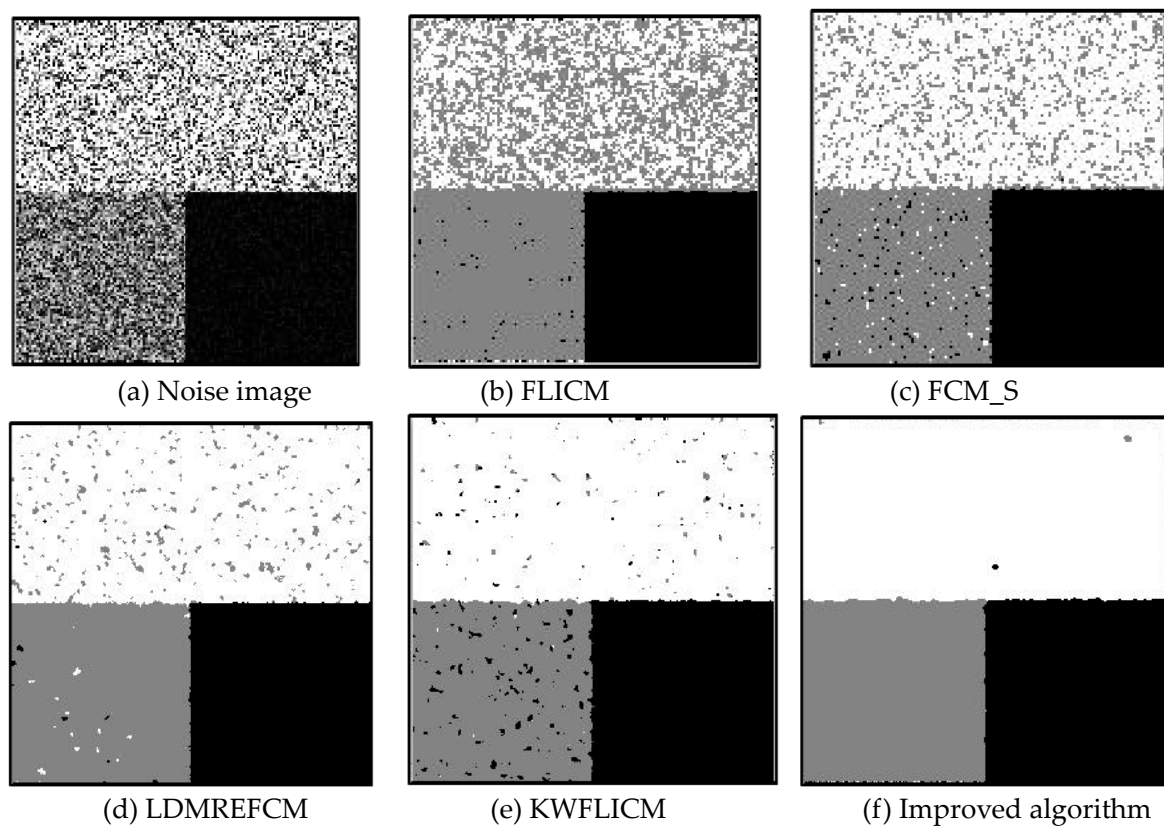 (a) Noise image
(b) FLICM
(c) FCM_S
(d) LDMREFCM
(e) KWFLICM
(f) Improved algorithm